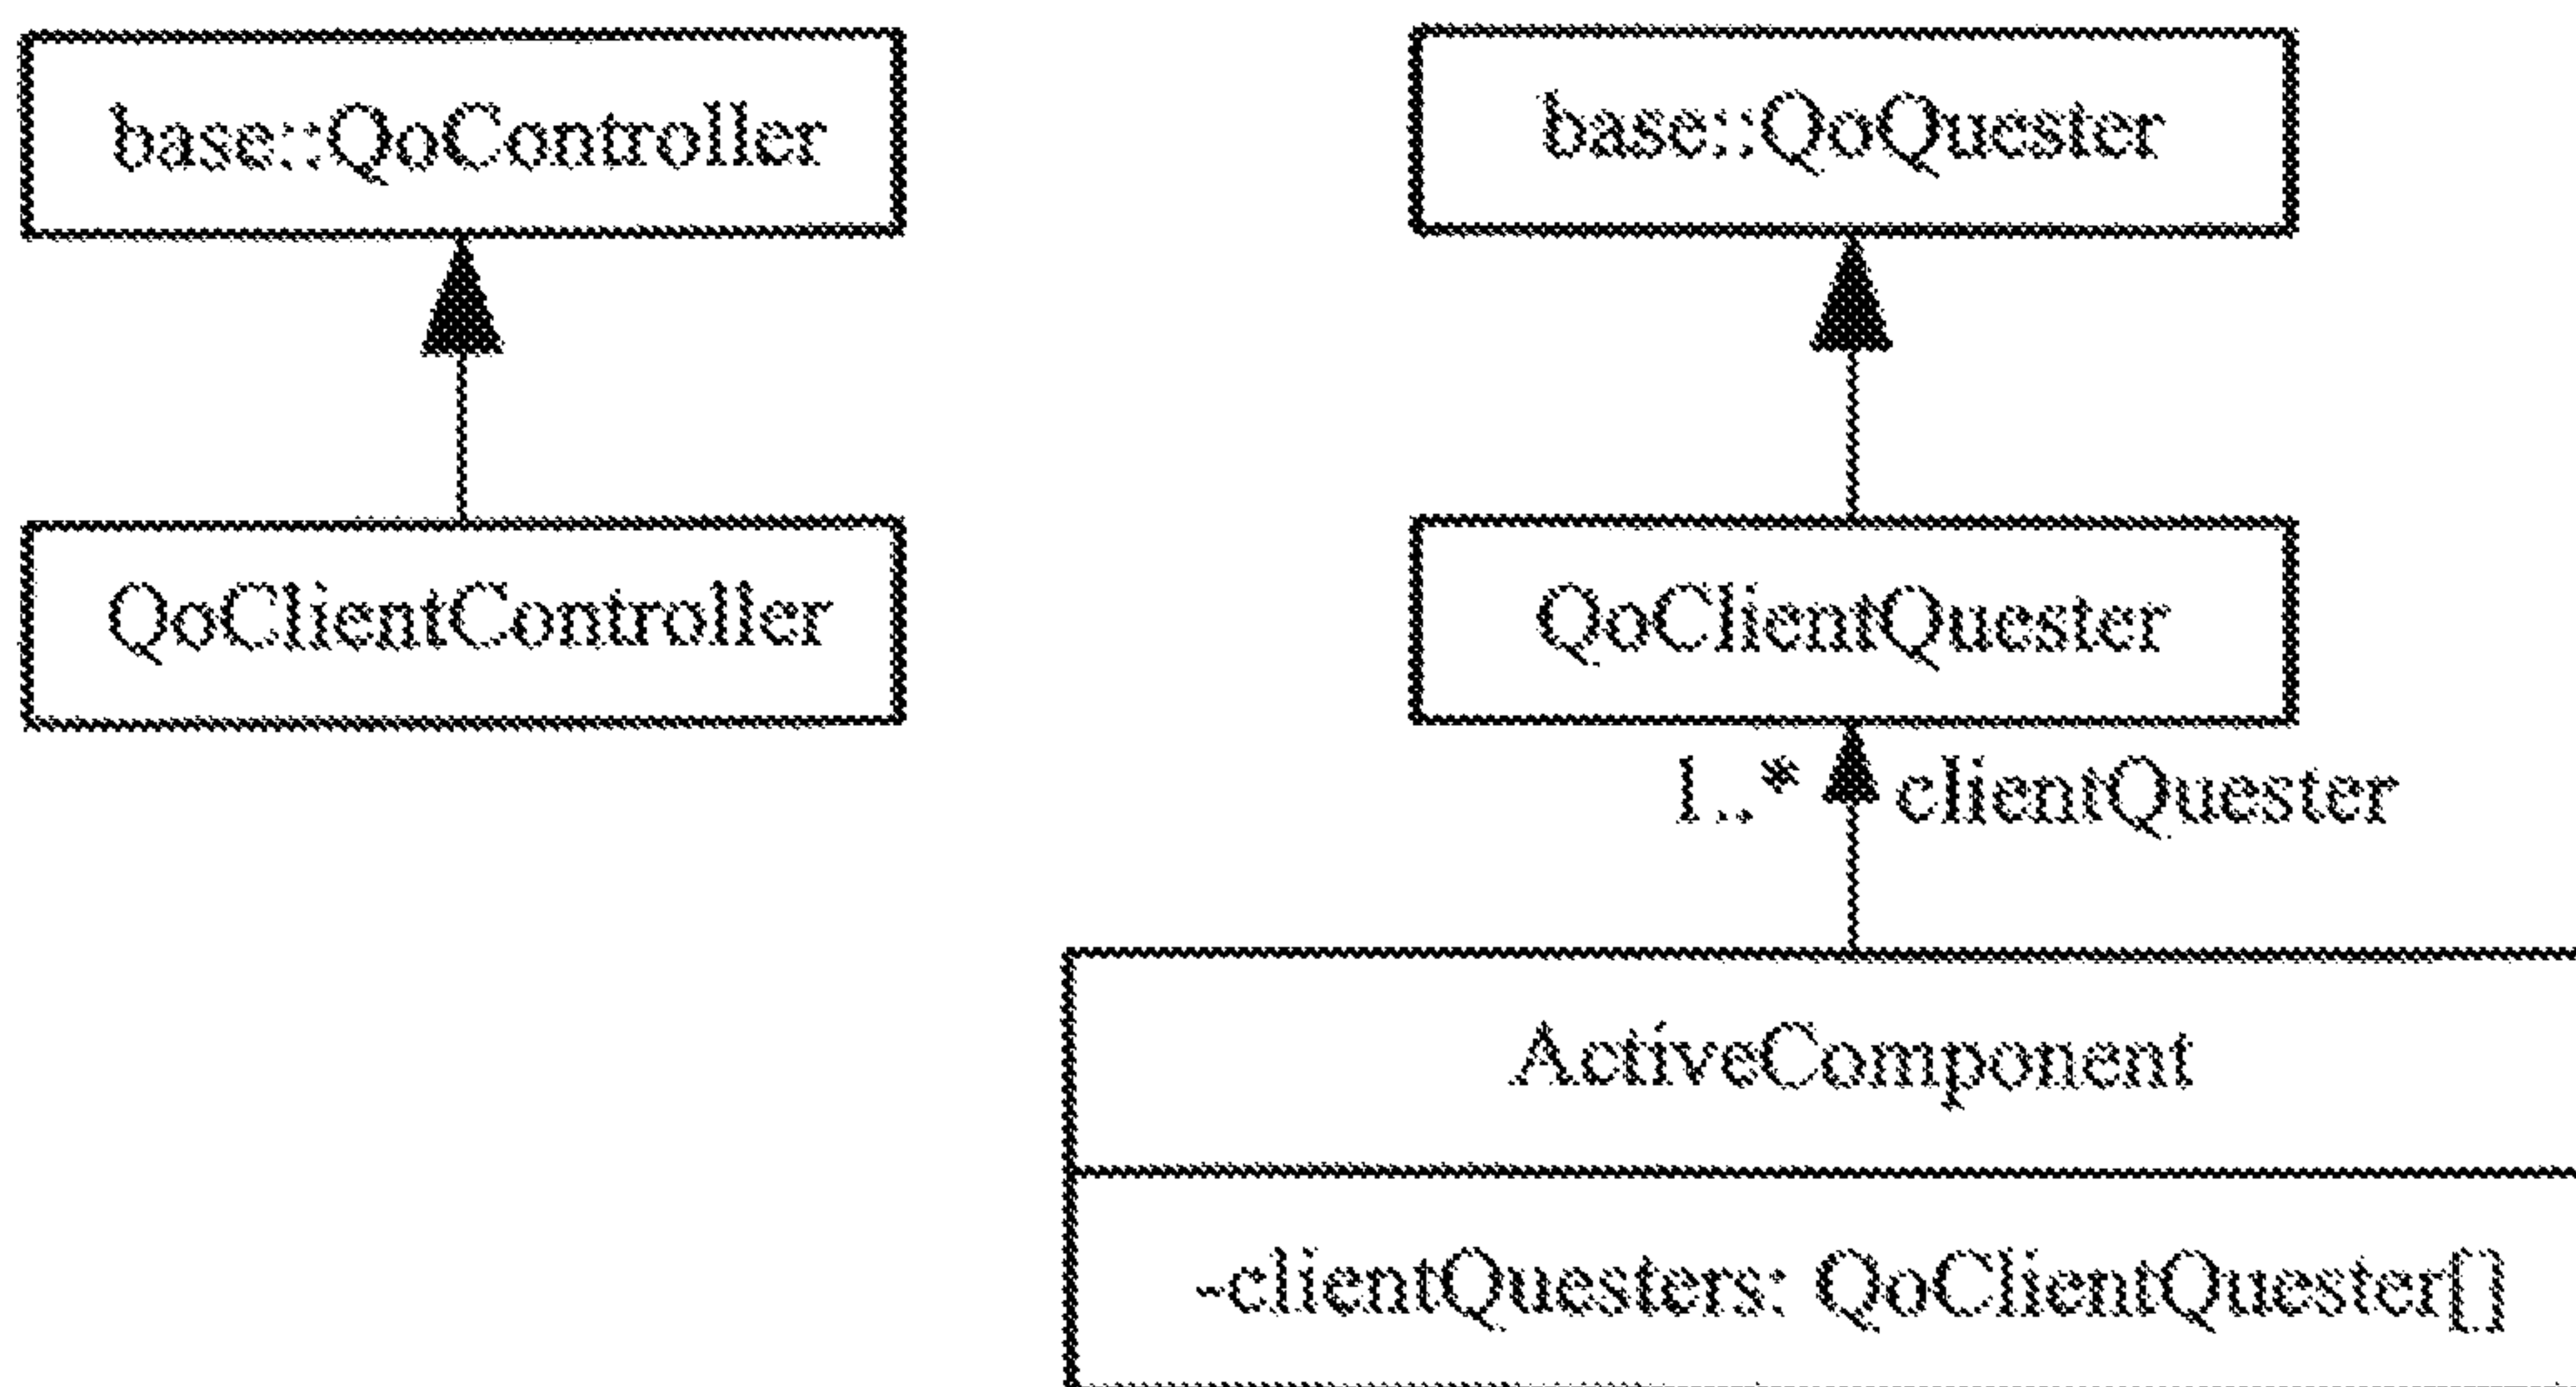 base::QoController
base::QoQuester
QoClientController
QoClientQuester
1..* clientQuester
ActiveComponent
-clientQuesters: QoClientQuester[]